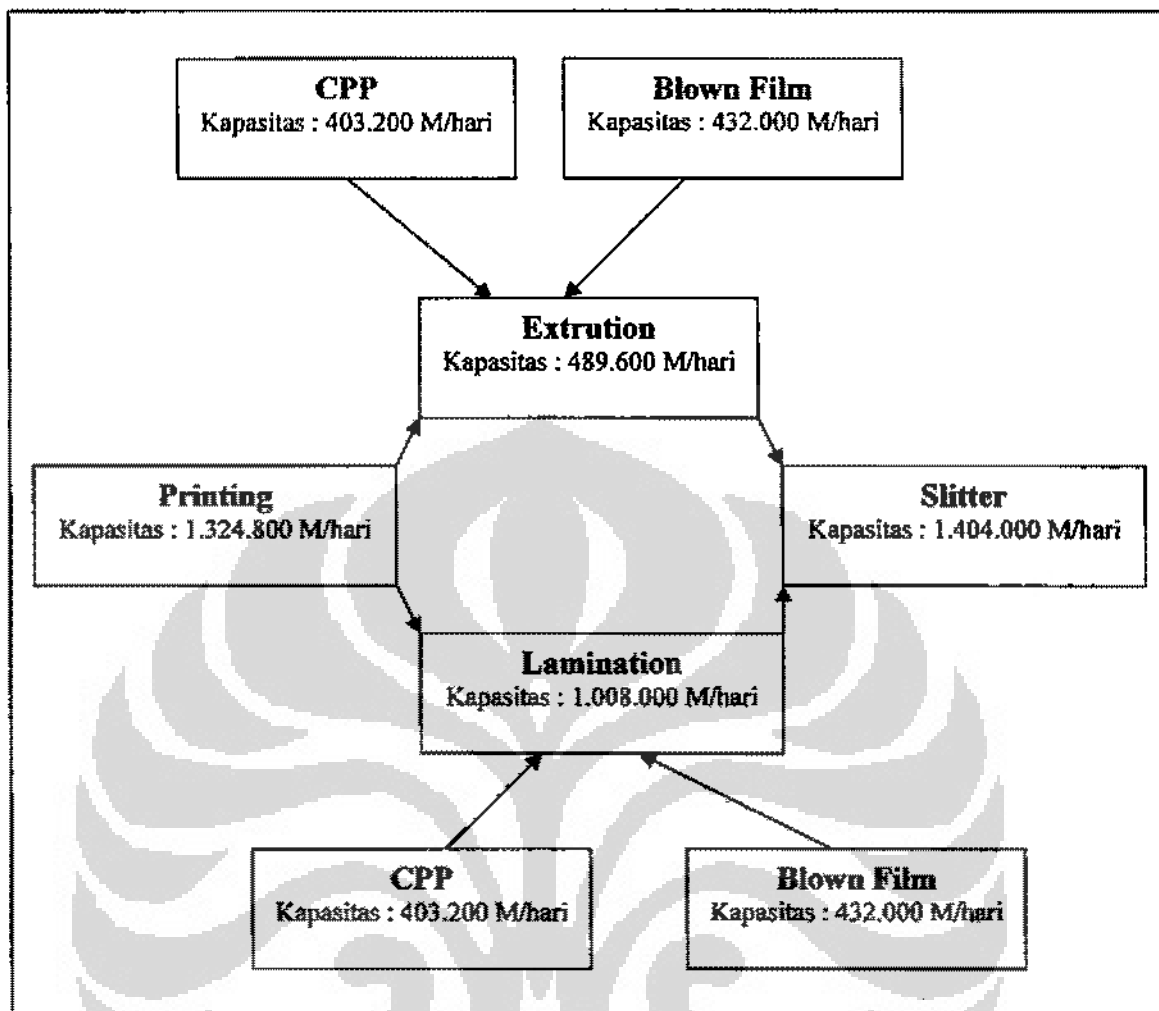 CPP
Kapasitas : 403.200 M/hari
Blown Film
Kapasitas : 432.000 M/hari
Extrution
Kapasitas : 489.600 M/hari
Printing
Kapasitas : 1.324.800 M/hari
Slitter
Kapasitas : 1.404.000 M/hari
Lamination
Kapasitas : 1.008.000 M/hari
CPP
Kapasitas : 403.200 M/hari
Blown Film
Kapasitas : 432.000 M/hari